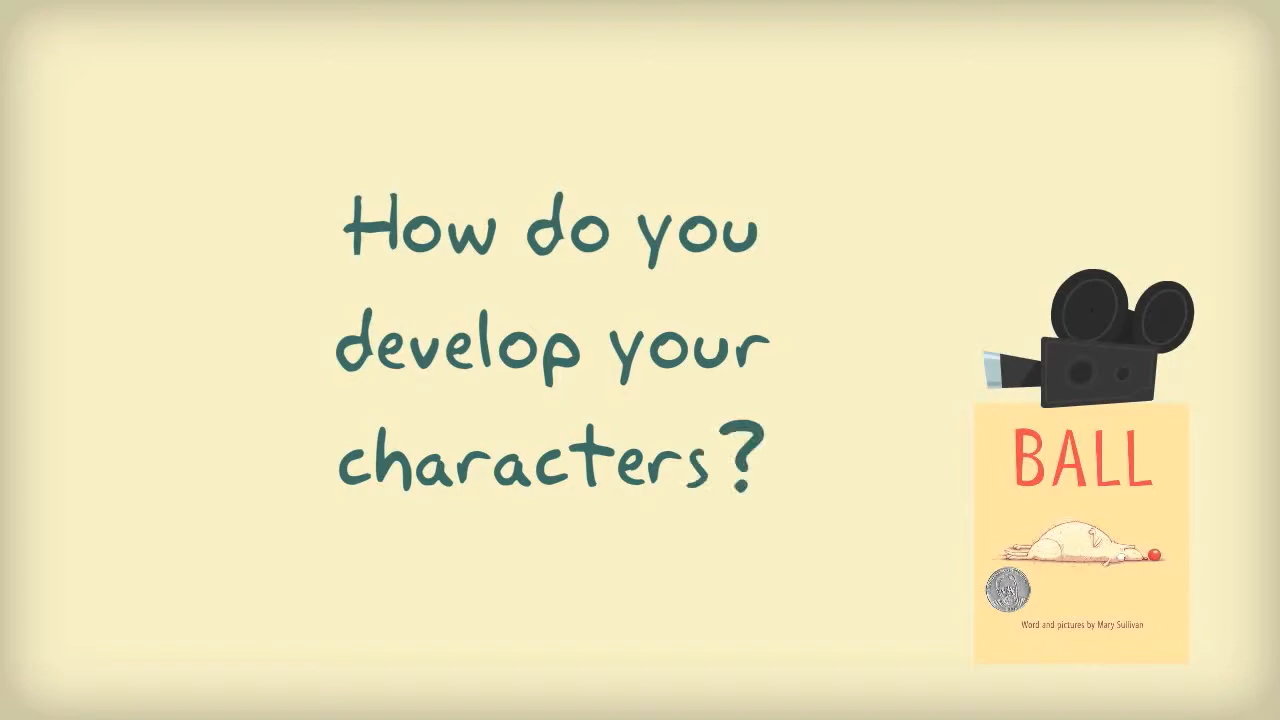 How do you
develop your
characters?
BALL
Word and pictures by Mary Sullivan